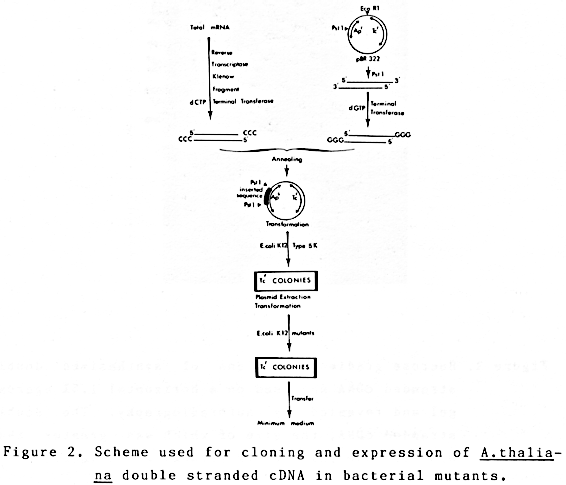 Eco R1
Total mRNA
Pst 1
Ap^r Tc^r
pBR 322
Reverse
Transcriptase
Klenow
Fragment
dCTP Terminal Transferase
Pst 1
5' 3'
3' 5'
dGTP Terminal
Transferase
5' CCC
CCC 5'
5' GGG
GGG 5'
Annealing
Pst 1
inserted
sequence
Pst 1
Ap^r Tc^r
Transformation
E.coli K12 Type SK
Tc^r COLONIES
Plasmid Extraction
Transformation
E.coli K12 mutants
Tc^r COLONIES
Transfer
Minimum medium
Figure 2. Scheme used for cloning and expression of A.thalia-
na double stranded cDNA in bacterial mutants.